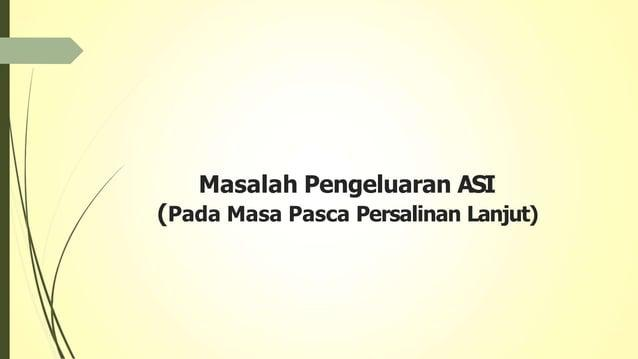 Masalah Pengeluaran ASI
(Pada Masa Pasca Persalinan Lanjut)